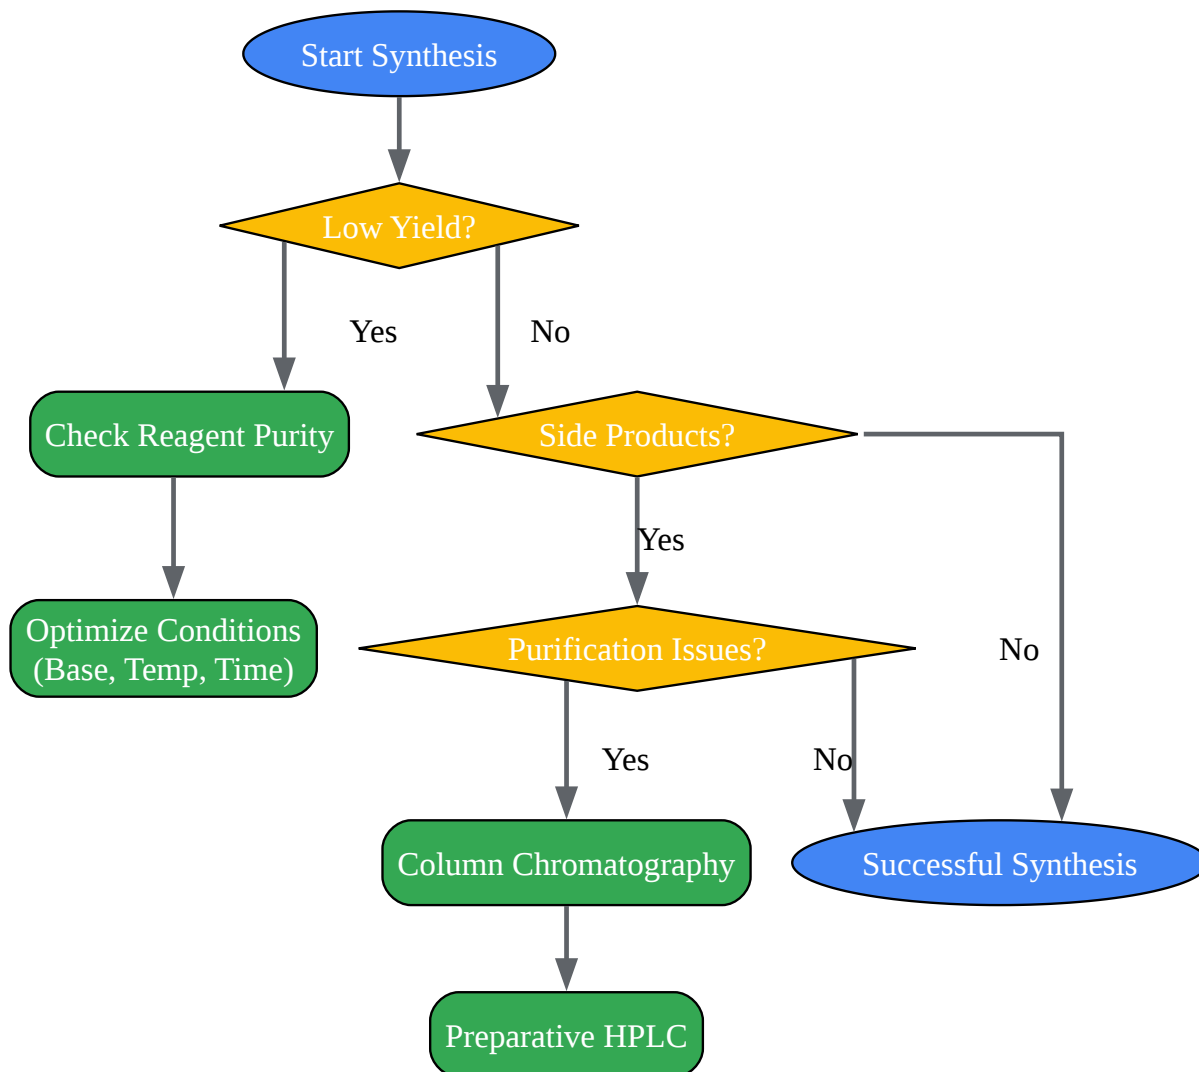 Start Synthesis
Low Yield?
Yes
No
Check Reagent Purity
Side Products?
Yes
Optimize Conditions
(Base, Temp, Time)
Purification Issues?
No
Yes
No
Column Chromatography
Successful Synthesis
Preparative HPLC